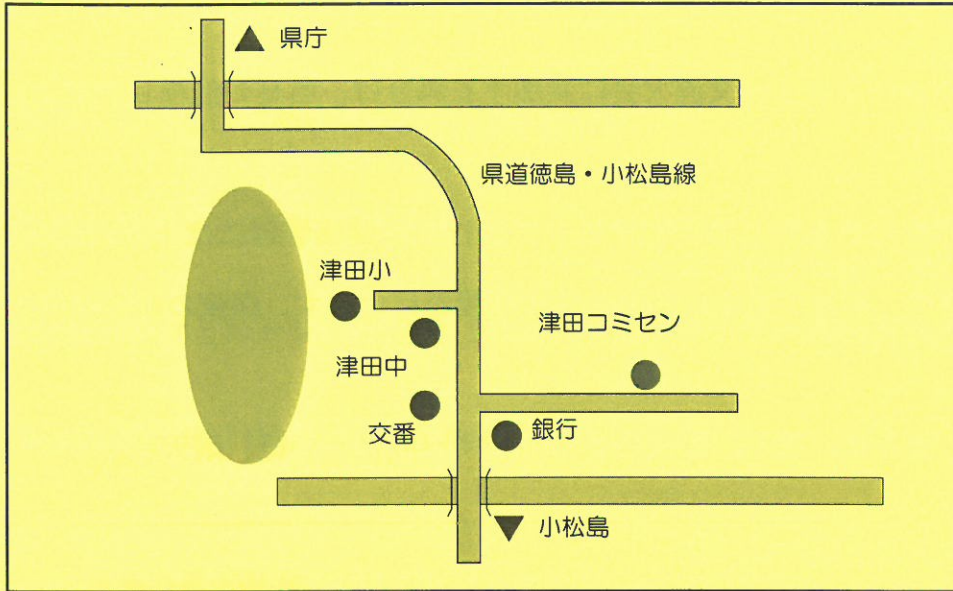 県庁
県道徳島・小松島線
津田小
津田コミセン
津田中
交番
銀行
小松島